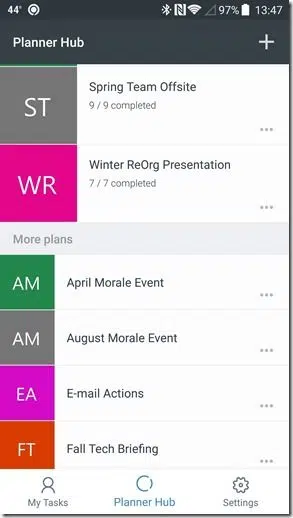 44° 97% 13:47
Planner Hub
ST
Spring Team Offsite
9 / 9 completed
WR
Winter ReOrg Presentation
7 / 7 completed
More plans
AM
April Morale Event
AM
August Morale Event
EA
E-mail Actions
FT
Fall Tech Briefing
My Tasks
Planner Hub
Settings